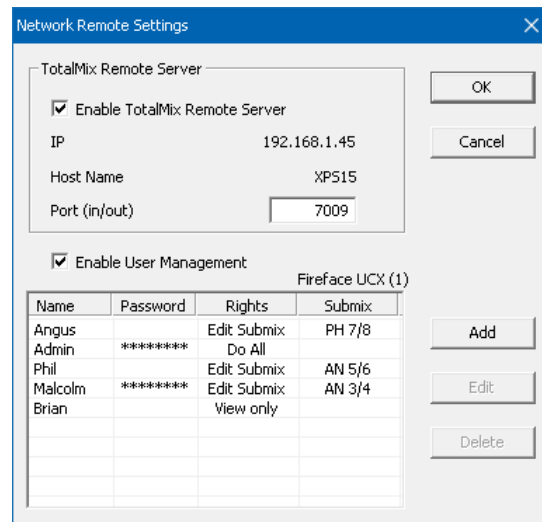 Network Remote Settings
TotalMix Remote Server
OK
Enable TotalMix Remote Server
IP 192.168.1.45
Cancel
Host Name XPS15
Port (in/out) 7009
Enable User Management
Fireface UCX (1)
Name Password Rights Submix
Angus Edit Submix PH 7/8
Add
Admin ******** Do All
Phil Edit Submix AN 5/6
Malcolm ******** Edit Submix AN 3/4
Edit
Brian View only
Delete